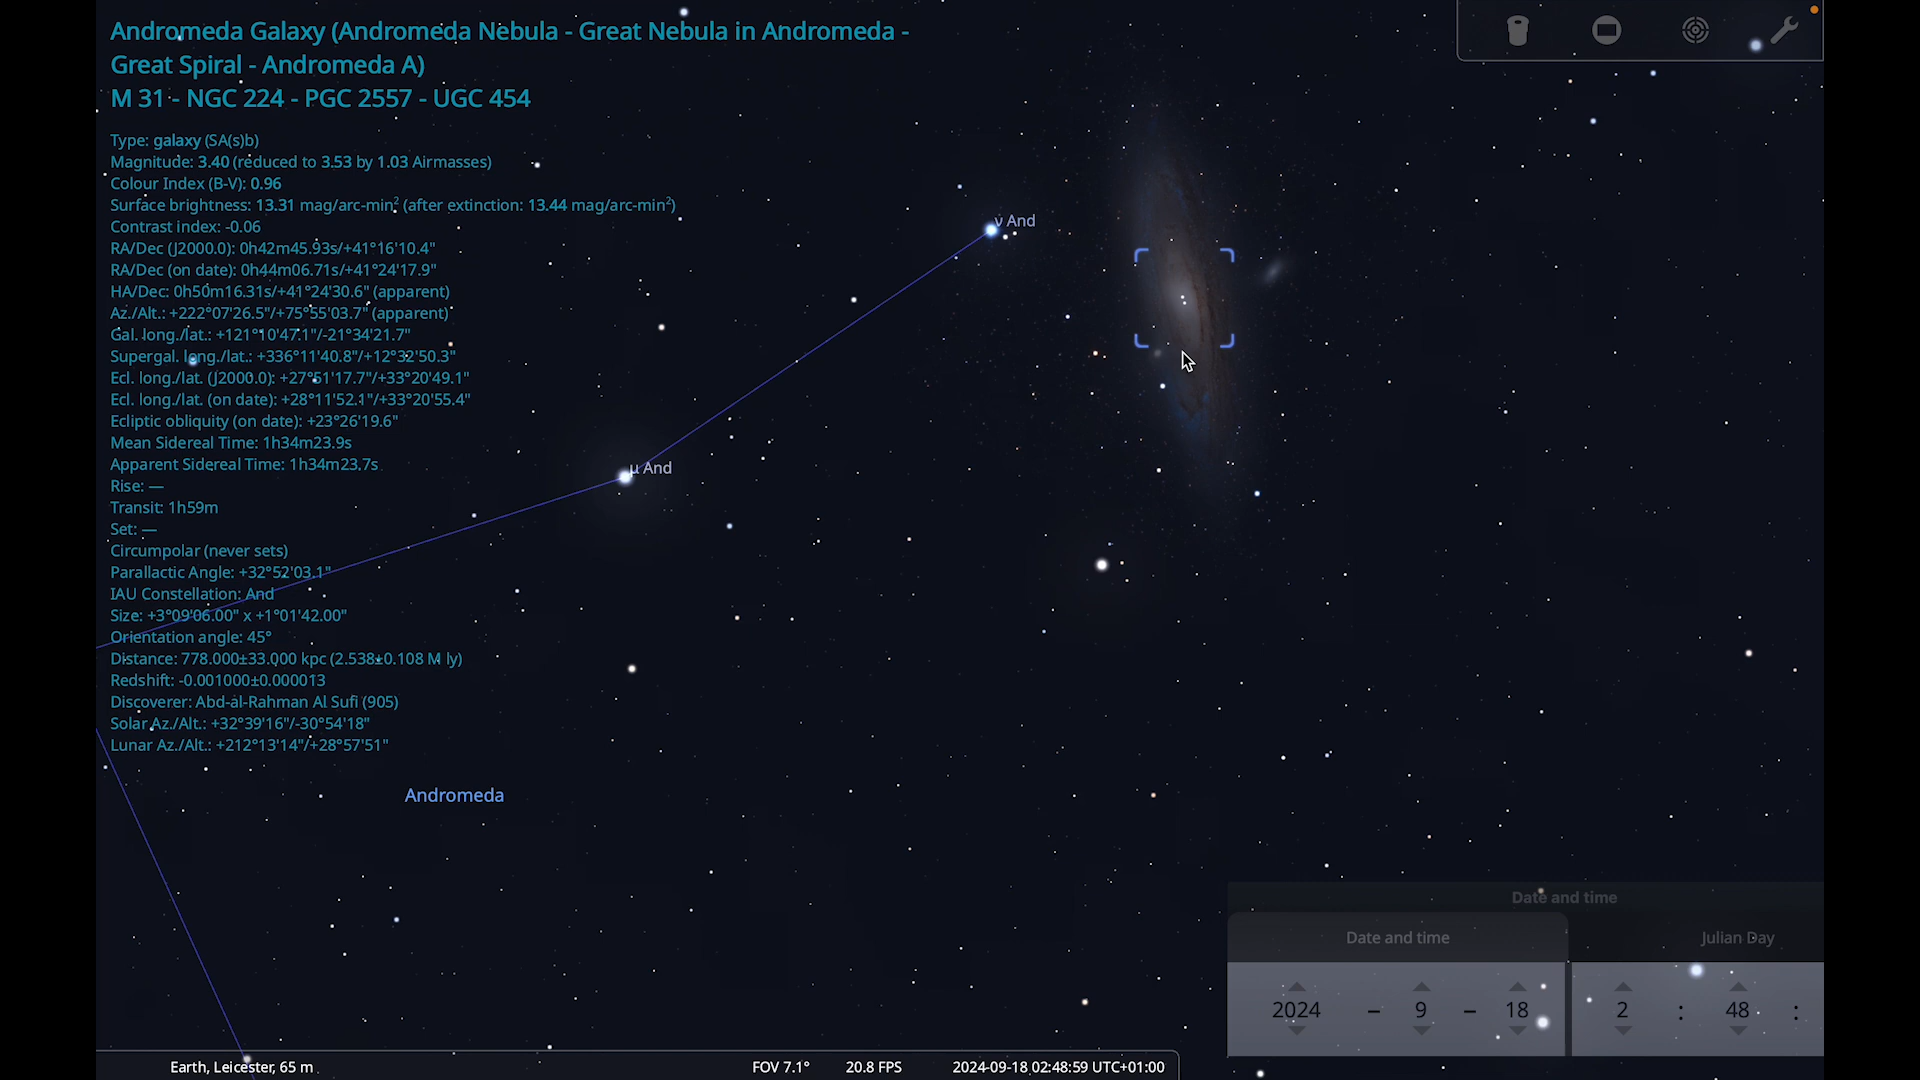 Andromeda Galaxy (Andromeda Nebula - Great Nebula in Andromeda -
Great Spiral - Andromeda A)
M 31 - NGC 224 - PGC 2557 - UGC 454
Type: galaxy (SA(s)b)
Magnitude: 3.40 (reduced to 3.53 by 1.03 Airmasses)
Colour Index (B-V): 0.96
Surface brightness: 13.31 mag/arc-min² (after extinction: 13.44 mag/arc-min²)
Contrast index: -0.06
RA/Dec (J2000.0): 0h42m45.93s/+41°16'10.4"
RA/Dec (on date): 0h44m06.71s/+41°24'17.9"
HA/Dec: 0h50m16.31s/+41°24'30.6" (apparent)
Az./Alt.: +222°07'26.5"/+75°55'03.7" (apparent)
Gal. long./lat.: +121°10'47.1"/-21°34'21.7"
Supergal. long./lat.: +336°11'40.8"/+12°32'50.3"
Ecl. long./lat. (J2000.0): +27°51'17.7"/+33°20'49.1"
Ecl. long./lat. (on date): +28°11'52.1"/+33°20'55.4"
Ecliptic obliquity (on date): +23°26'19.6"
Mean Sidereal Time: 1h34m23.9s
Apparent Sidereal Time: 1h34m23.7s
Rise: —
Transit: 1h59m
Set: —
Circumpolar (never sets)
Parallactic Angle: +32°52'03.1"
IAU Constellation: And
Size: +3°09'06.00" x +1°01'42.00"
Orientation angle: 45°
Distance: 778.000±33.000 kpc (2.538±0.108 M ly)
Redshift: -0.001000±0.000013
Discoverer: Abd-al-Rahman Al Sufi (905)
Solar Az./Alt.: +32°39'16"/-30°54'18"
Lunar Az./Alt.: +212°13'14"/+28°57'51"
ν And
μ And
Andromeda
Date and time
Date and time Julian Day
2024 – 9 – 18 2 : 48 :
Earth, Leicester, 65 m FOV 7.1° 20.8 FPS 2024-09-18 02:48:59 UTC+01:00